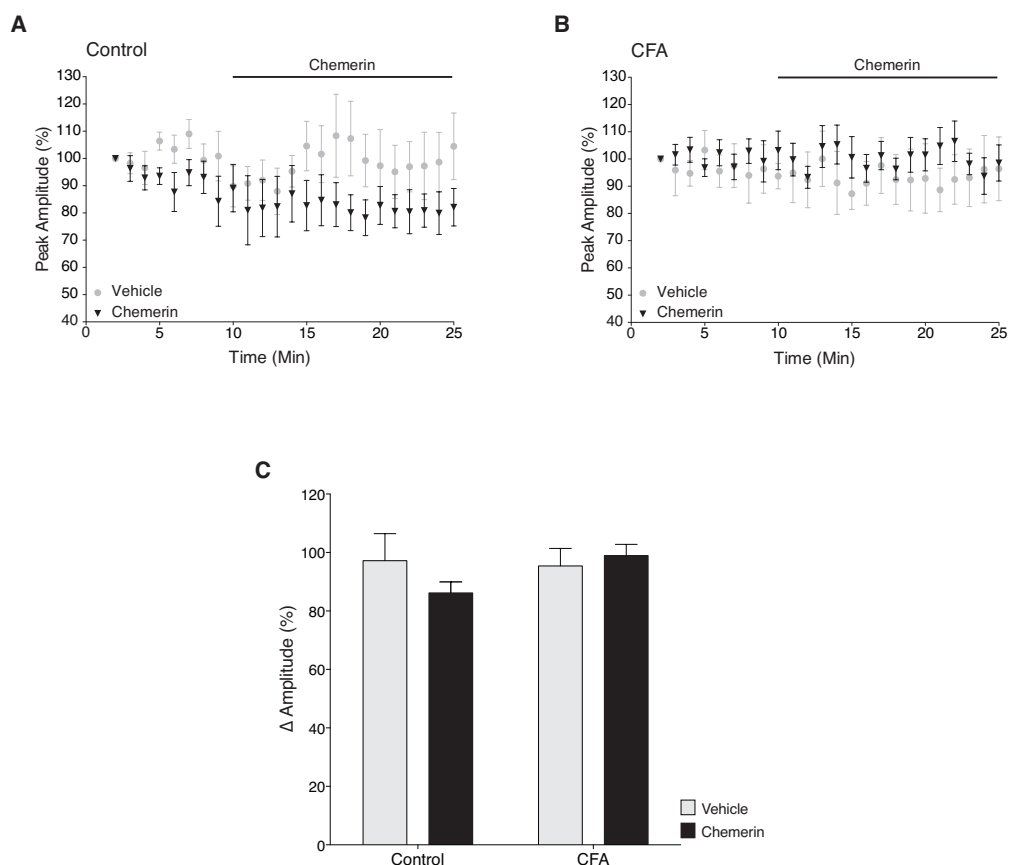 A
Control
Chemerin
Peak Amplitude (%)
130
120
110
100
90
80
70
60
50
40
Vehicle
Chemerin
0
5
10
15
20
25
Time (Min)
B
CFA
Chemerin
Peak Amplitude (%)
130
120
110
100
90
80
70
60
50
40
Vehicle
Chemerin
0
5
10
15
20
25
Time (Min)
C
Δ Amplitude (%)
120
100
80
60
40
20
0
Control
CFA
Vehicle
Chemerin